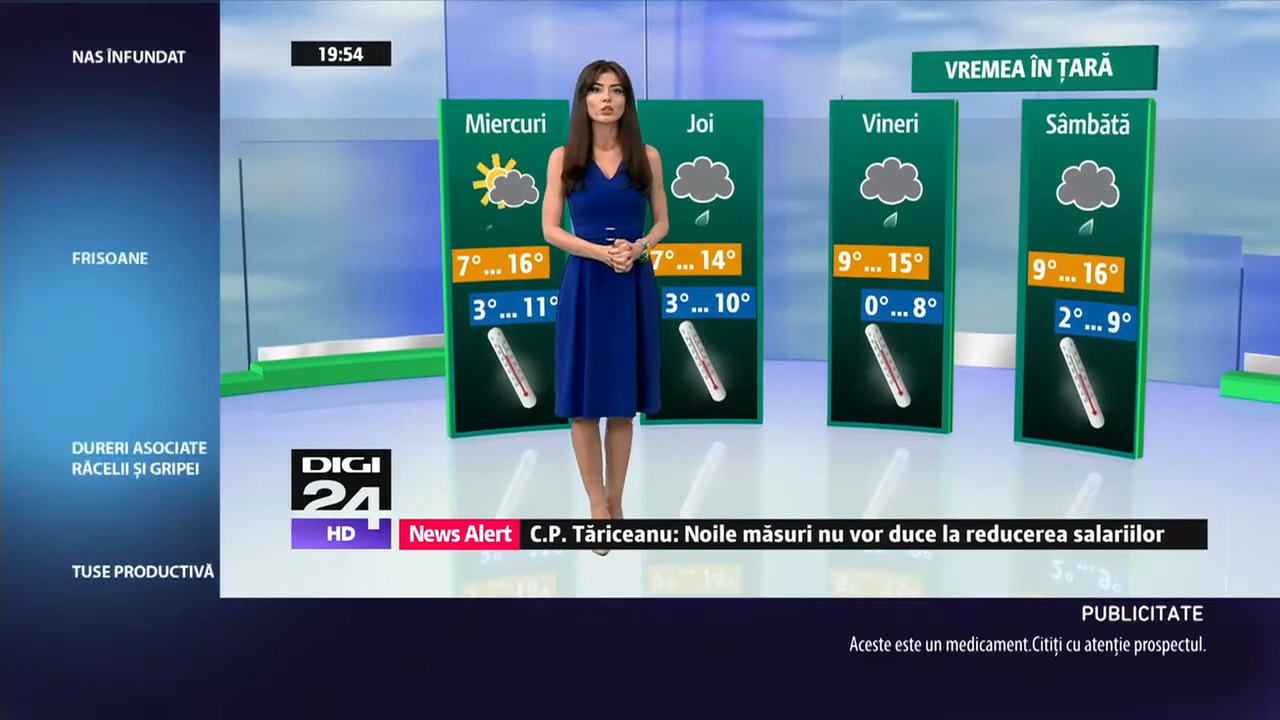 NAS ÎNFUNDAT
FRISOANE
DURERI ASOCIATE
RĂCELII ȘI GRIPEI
TUSE PRODUCTIVĂ
19:54
VREMEA ÎN ȚARĂ
Miercuri
7°... 16°
3°... 11°
Joi
7°... 14°
3°... 10°
Vineri
9°... 15°
0°... 8°
Sâmbătă
9°... 16°
2°... 9°
DIGI
24
HD
News Alert
C.P. Tăriceanu: Noile măsuri nu vor duce la reducerea salariilor
PUBLICITATE
Aceste este un medicament.Citiți cu atenție prospectul.